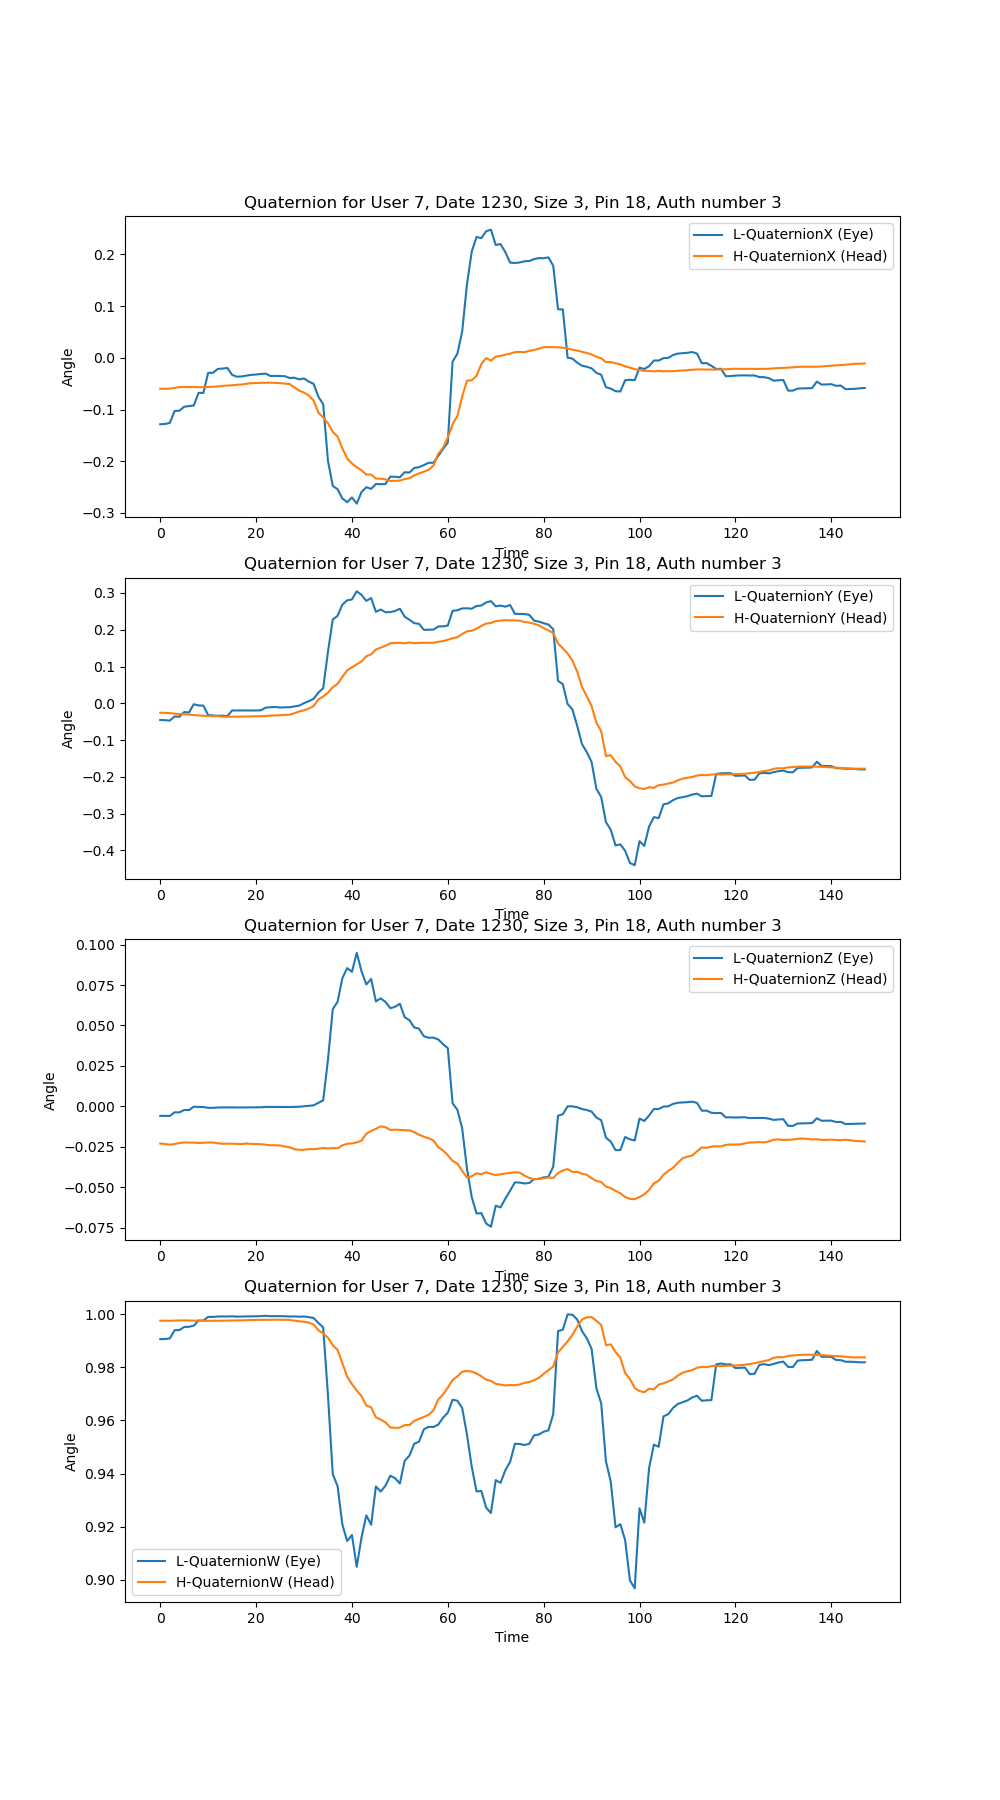 Quaternion for User 7, Date 1230, Size 3, Pin 18, Auth number 3
L-QuaternionX (Eye)
H-QuaternionX (Head)
0.2
0.1
0.0
−0.1
−0.2
−0.3
Angle
0 20 40 60 80 100 120 140
Time
Quaternion for User 7, Date 1230, Size 3, Pin 18, Auth number 3
L-QuaternionY (Eye)
H-QuaternionY (Head)
0.3
0.2
0.1
0.0
−0.1
−0.2
−0.3
−0.4
Angle
0 20 40 60 80 100 120 140
Time
Quaternion for User 7, Date 1230, Size 3, Pin 18, Auth number 3
L-QuaternionZ (Eye)
H-QuaternionZ (Head)
0.100
0.075
0.050
0.025
0.000
−0.025
−0.050
−0.075
Angle
0 20 40 60 80 100 120 140
Time
Quaternion for User 7, Date 1230, Size 3, Pin 18, Auth number 3
1.00
0.98
0.96
0.94
0.92
0.90
Angle
L-QuaternionW (Eye)
H-QuaternionW (Head)
0 20 40 60 80 100 120 140
Time